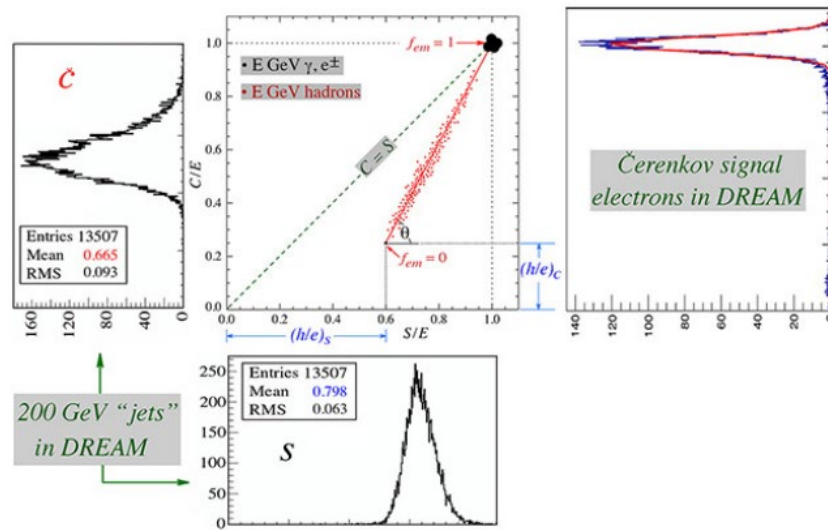 Č
Entries 13507
Mean 0.665
RMS 0.093
160
120
80
40
0
C/E
1.0
0.8
0.6
0.4
0.2
0.0
f_em = 1
• E GeV γ, e±
• E GeV hadrons
C = S
θ
f_em = 0
(h/e)_C
0.0 0.2 0.4 0.6 0.8 1.0
(h/e)_S
S/E
Čerenkov signal
electrons in DREAM
140 120 100 80 60 40 20 0
200 GeV “jets”
in DREAM
250
200
150
100
50
0
Entries 13507
Mean 0.798
RMS 0.063
S